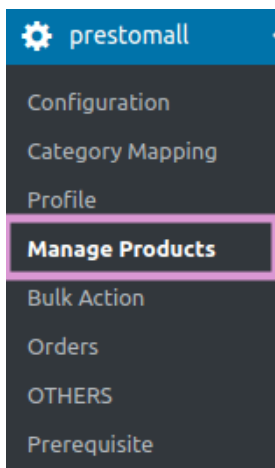 prestomall
Configuration
Category Mapping
Profile
Manage Products
Bulk Action
Orders
OTHERS
Prerequisite